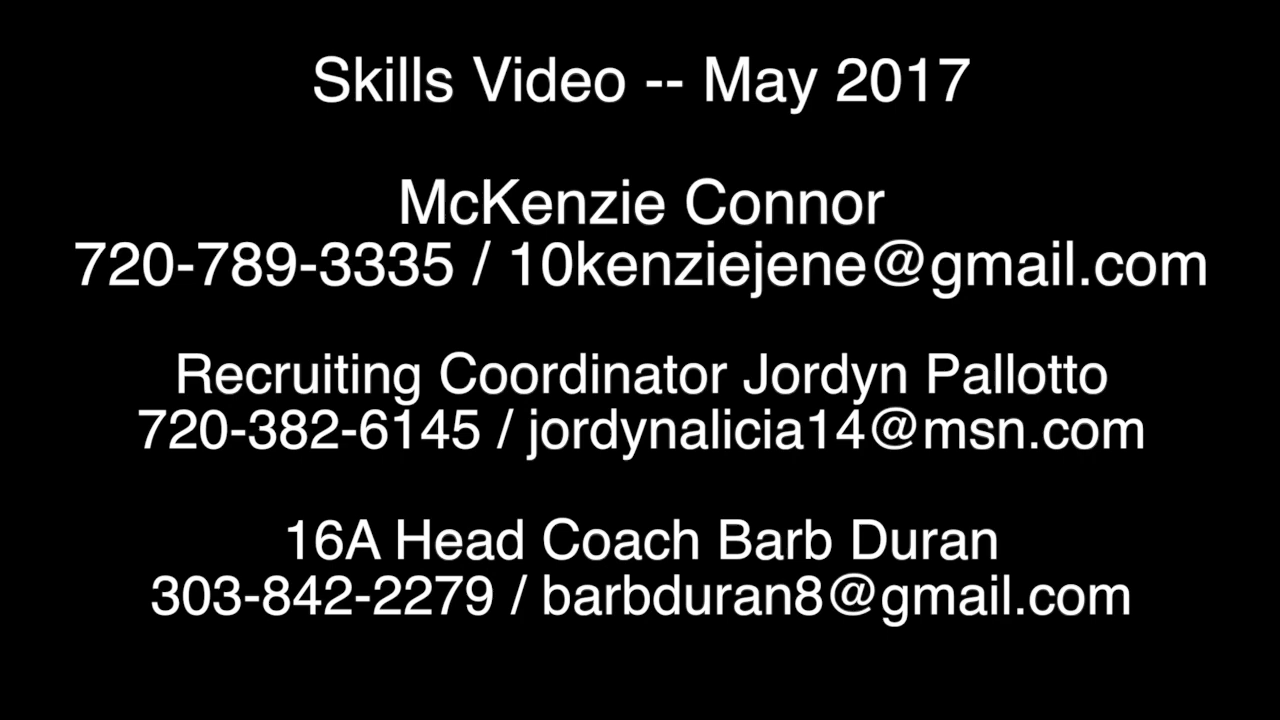 Skills Video -- May 2017
McKenzie Connor
720-789-3335 / 10kenziejene@gmail.com
Recruiting Coordinator Jordyn Pallotto
720-382-6145 / jordynalicia14@msn.com
16A Head Coach Barb Duran
303-842-2279 / barbduran8@gmail.com